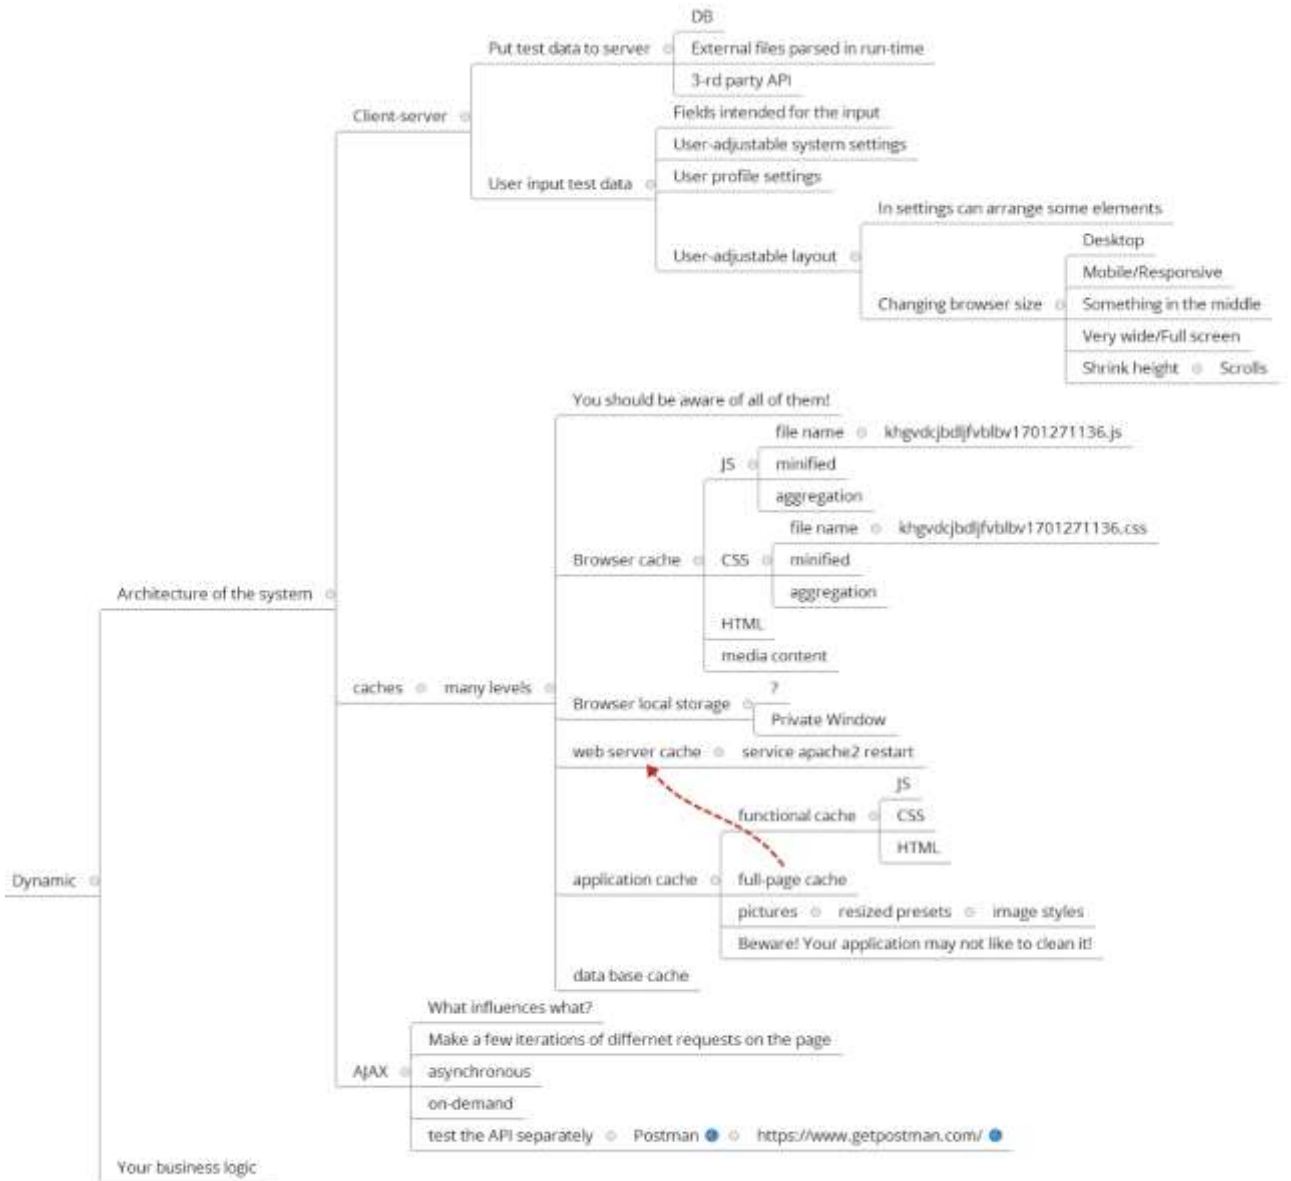 DB
Put test data to server
External files parsed in run-time
3-rd party API
Client-server
Fields intended for the input
User-adjustable system settings
User input test data
User profile settings
In settings can arrange some elements
Desktop
User-adjustable layout
Mobile/Responsive
Changing browser size
Something in the middle
Very wide/Full screen
Shrink height
Scrolls
You should be aware of all of them!
file name
khgvdcjbdljfvblbv1701271136.js
JS
minified
aggregation
file name
khgvdcjbdljfvblbv1701271136.css
Browser cache
CSS
minified
aggregation
Architecture of the system
HTML
media content
caches
many levels
?
Browser local storage
Private Window
web server cache
service apache2 restart
JS
functional cache
CSS
HTML
Dynamic
application cache
full-page cache
pictures
resized presets
image styles
Beware! Your application may not like to clean it!
data base cache
What influences what?
Make a few iterations of differnet requests on the page
AJAX
asynchronous
on-demand
test the API separately
Postman
https://www.getpostman.com/
Your business logic